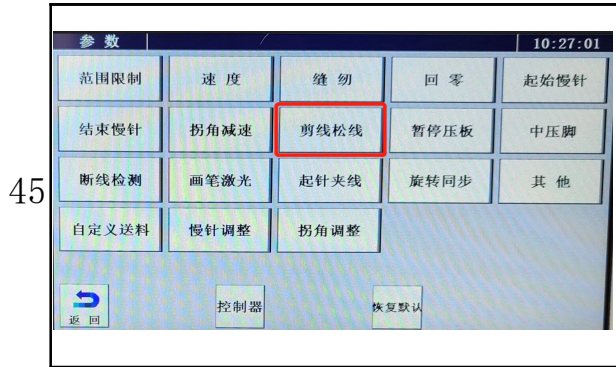 参 数 10:27:01
范围限制 速 度 缝 纫 回 零 起始慢针
结束慢针 拐角减速 剪线松线 暂停压板 中压脚
45
断线检测 画笔激光 起针夹线 旋转同步 其 他
自定义送料 慢针调整 拐角调整
控制器 恢复默认
返 回